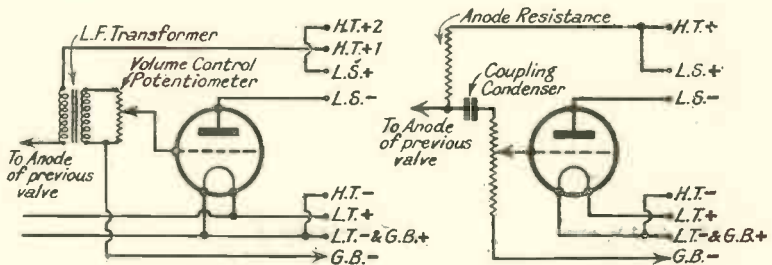 L.F. Transformer
Volume Control
Potentiometer
H.T.+2
H.T.+1
L.S.+
L.S.-
To Anode
of previous
valve
H.T.-
L.T.+
L.T.-& G.B.+
G.B.-
Anode Resistance
Coupling
Condenser
H.T.+
L.S.+
L.S.-
To Anode
of previous
valve
H.T.-
L.T.+
L.T.-& G.B.+
G.B.-